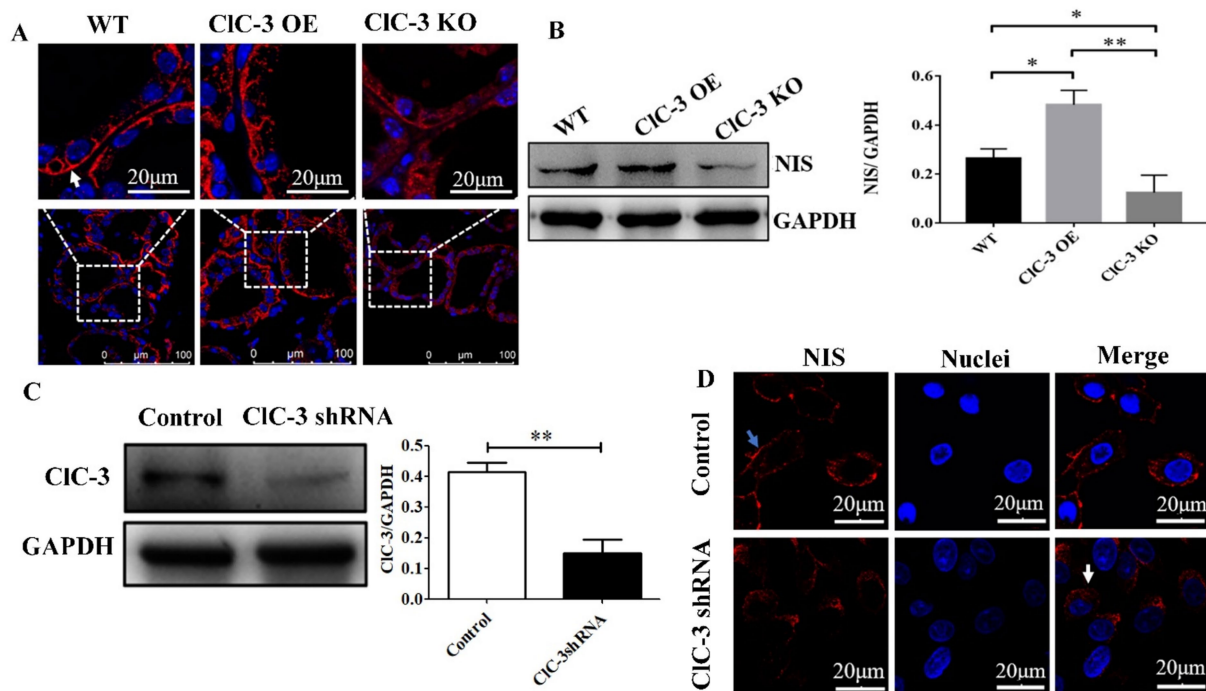 A
WT ClC-3 OE ClC-3 KO
20μm 20μm 20μm
0 μm 100 0 μm 100 0 μm 100
B
WT ClC-3 OE ClC-3 KO
NIS
GAPDH
* 
* **
NIS/ GAPDH
0.6
0.4
0.2
0.0
WT ClC-3 OE ClC-3 KO
C
Control ClC-3 shRNA
ClC-3
GAPDH
**
ClC-3/GAPDH
0.5
0.4
0.3
0.2
0.1
0.0
Control ClC-3shRNA
D
NIS Nuclei Merge
Control
20μm 20μm 20μm
ClC-3 shRNA
20μm 20μm 20μm